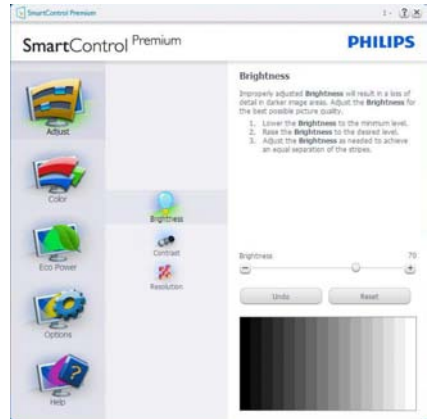 SmartControl Premium
SmartControl Premium
PHILIPS
Adjust
Color
Eco Power
Options
Help
Brightness
Contrast
Resolution
Brightness
Improperly adjusted Brightness will result in a loss of
detail in darker image areas. Adjust the Brightness for
the best possible picture quality.
1. Lower the Brightness to the minimum level.
2. Raise the Brightness to the desired level.
3. Adjust the Brightness as needed to achieve
an equal separation of the stripes.
Brightness 70
Undo Reset